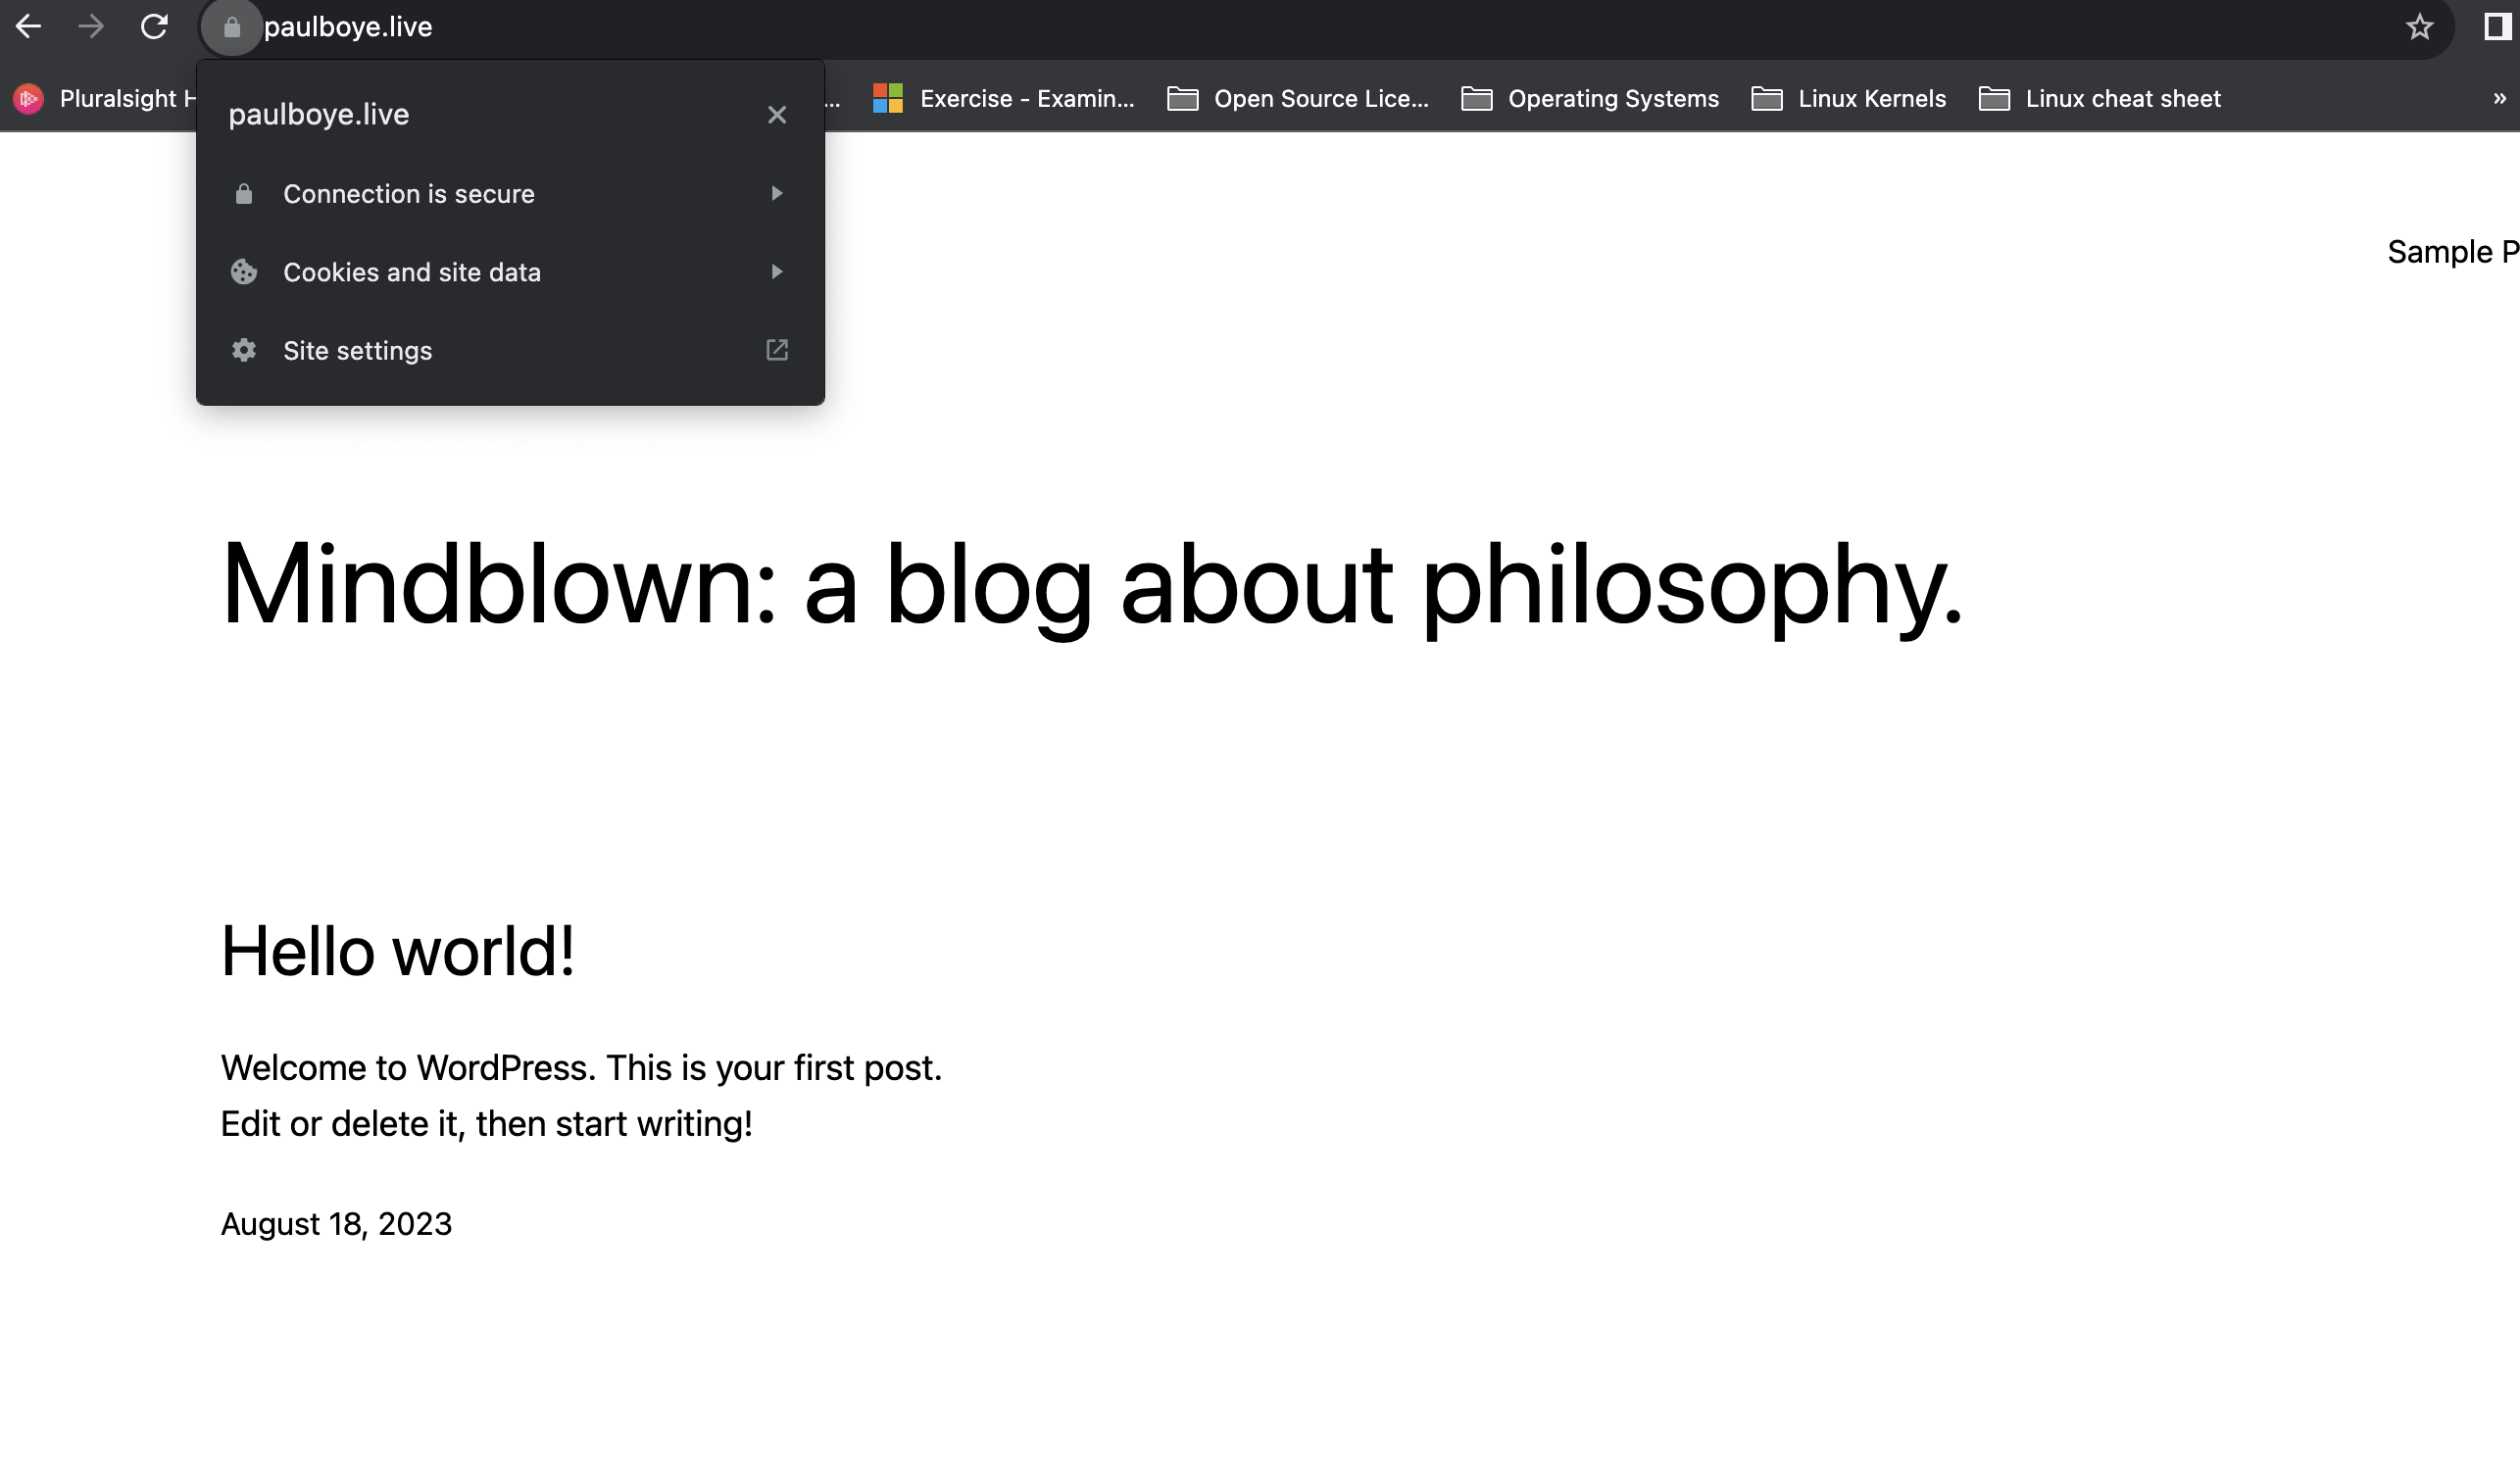 paulboye.live
Pluralsight H
... Exercise - Examin... Open Source Lice... Operating Systems Linux Kernels Linux cheat sheet »
paulboye.live
Connection is secure
Cookies and site data
Site settings
Sample P
Mindblown: a blog about philosophy.
Hello world!
Welcome to WordPress. This is your first post.
Edit or delete it, then start writing!
August 18, 2023